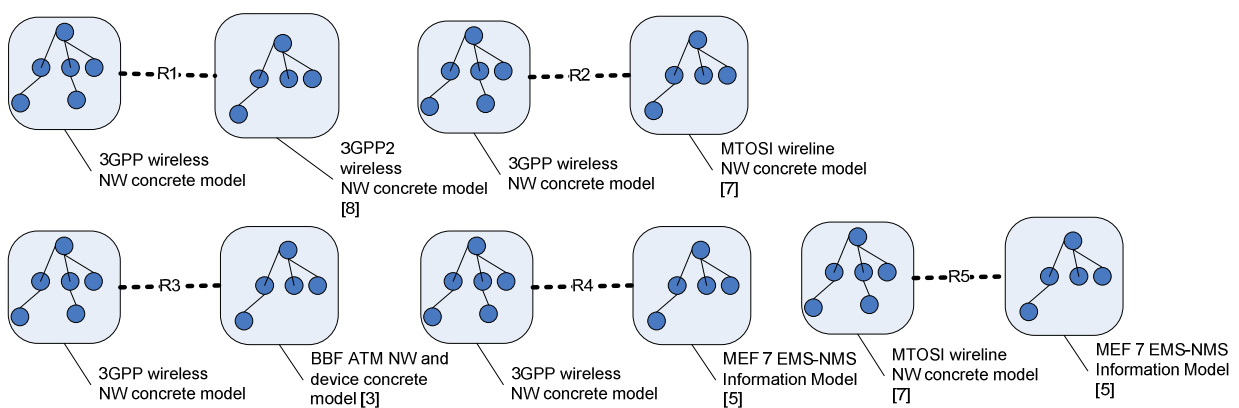 R1
R2
3GPP wireless
NW concrete model
3GPP2
wireless
NW concrete model
[8]
3GPP wireless
NW concrete model
MTOSI wireline
NW concrete model
[7]
R3
R4
R5
3GPP wireless
NW concrete model
BBF ATM NW and
device concrete
model [3]
3GPP wireless
NW concrete model
MEF 7 EMS-NMS
Information Model
[5]
MTOSI wireline
NW concrete model
[7]
MEF 7 EMS-NMS
Information Model
[5]